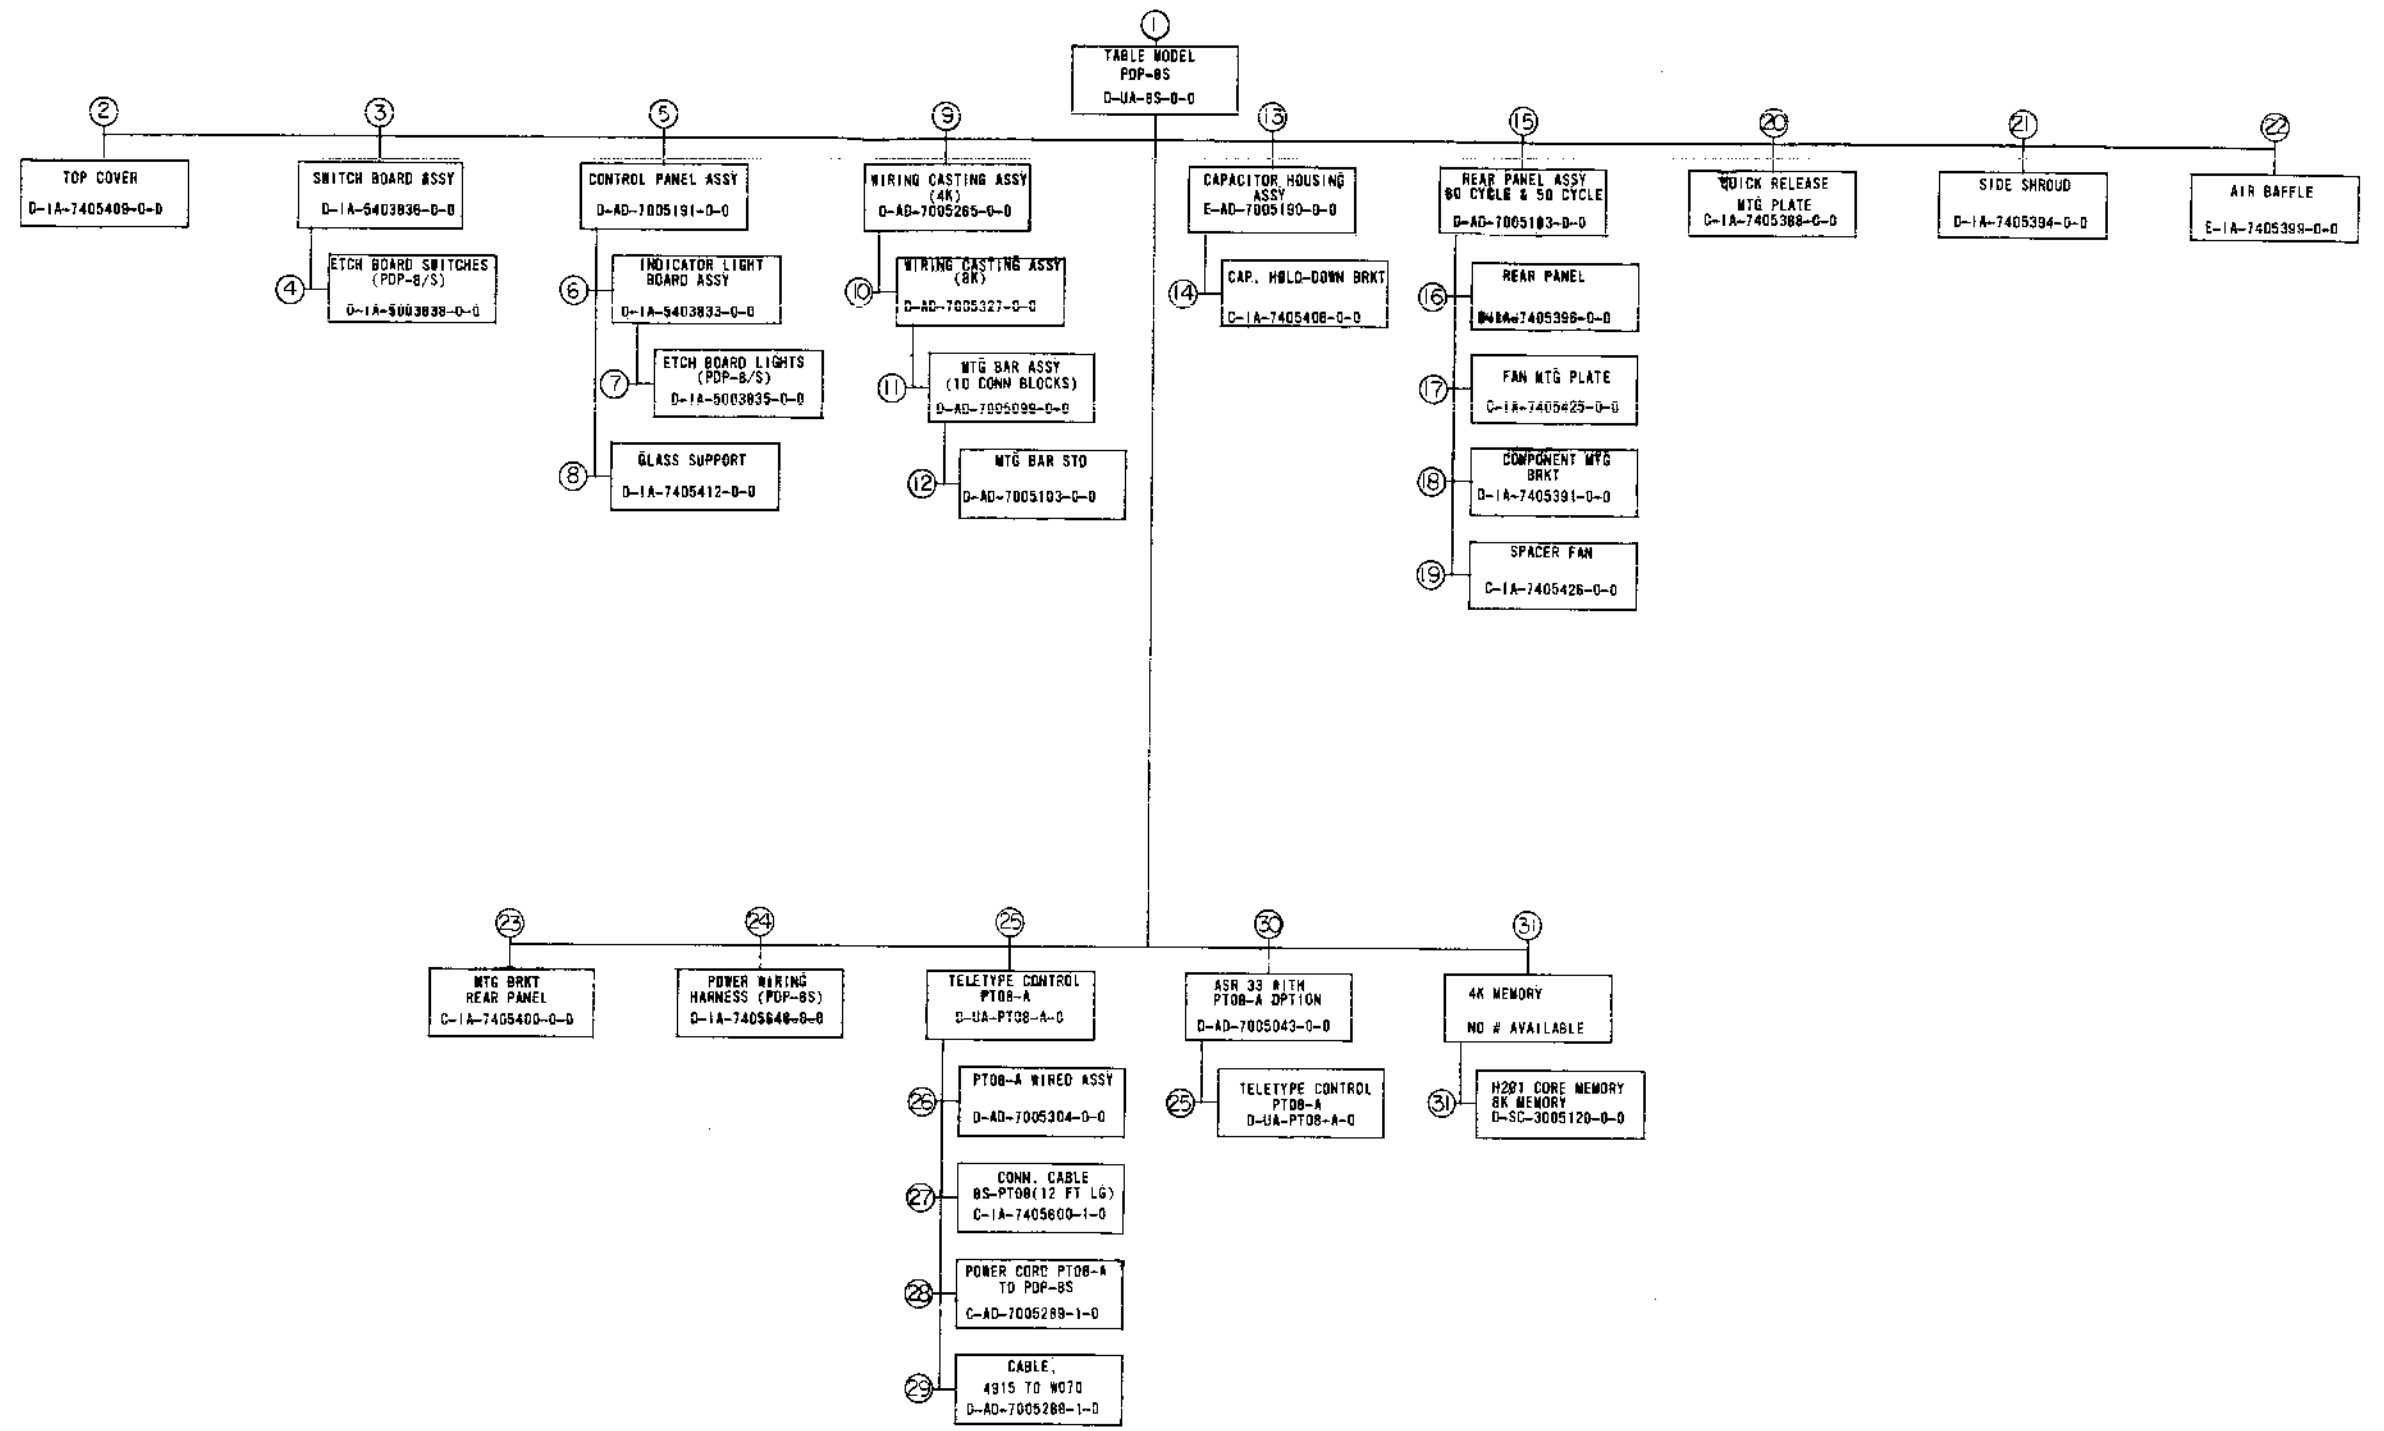 1
TABLE MODEL
PDP-8S
D-UA-8S-0-0
2
TOP COVER
D-IA-7405409-0-0
3
SWITCH BOARD ASSY
D-IA-5403836-0-0
4
ETCH BOARD SWITCHES
(PDP-8/S)
D-IA-5003838-0-0
5
CONTROL PANEL ASSY
D-AD-7005191-0-0
6
INDICATOR LIGHT
BOARD ASSY
D-IA-5403833-0-0
7
ETCH BOARD LIGHTS
(PDP-8/S)
D-IA-5003835-0-0
8
GLASS SUPPORT
D-IA-7405412-0-0
9
WIRING CASTING ASSY
(4K)
D-AD-7005265-0-0
10
WIRING CASTING ASSY
(8K)
D-AD-7005327-0-0
11
MTG BAR ASSY
(10 CONN BLOCKS)
D-AD-7005099-0-0
12
MTG BAR STD
D-AD-7005103-0-0
13
CAPACITOR HOUSING
ASSY
E-AD-7005190-0-0
14
CAP. HOLD-DOWN BRKT
C-IA-7405408-0-0
15
REAR PANEL ASSY
60 CYCLE & 50 CYCLE
D-AD-7005183-0-0
16
REAR PANEL
7405396-0-0
17
FAN MTG PLATE
C-IA-7405425-0-0
18
COMPONENT MTG
BRKT
D-IA-7405391-0-0
19
SPACER FAN
C-IA-7405426-0-0
20
QUICK RELEASE
MTG PLATE
C-IA-7405388-0-0
21
SIDE SHROUD
D-IA-7405394-0-0
22
AIR BAFFLE
E-IA-7405399-0-0
23
MTG BRKT
REAR PANEL
C-IA-7405400-0-0
24
POWER WIRING
HARNESS (PDP-8S)
D-IA-7405646-0-0
25
TELETYPE CONTROL
PT08-A
D-UA-PT08-A-0
26
PT08-A WIRED ASSY
D-AD-7005304-0-0
27
CONN. CABLE
8S-PT08(12 FT LG)
C-IA-7405600-1-0
28
POWER CORD PT08-A
TO PDP-8S
C-AD-7005289-1-0
29
CABLE,
4915 TO W070
D-AD-7005288-1-0
30
ASR 33 WITH
PT08-A OPTION
D-AD-7005043-0-0
25
TELETYPE CONTROL
PT08-A
D-UA-PT08-A-0
31
4K MEMORY
NO # AVAILABLE
31
H201 CORE MEMORY
8K MEMORY
D-SC-3005120-0-0